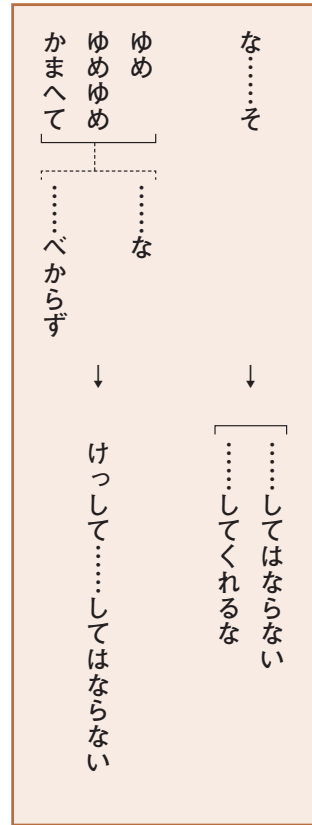 な……そ
↓
……してはならない
……してくれるな
ゆめ
ゆめゆめ
かまへて
……な
……べからず
↓
けっして……してはならない